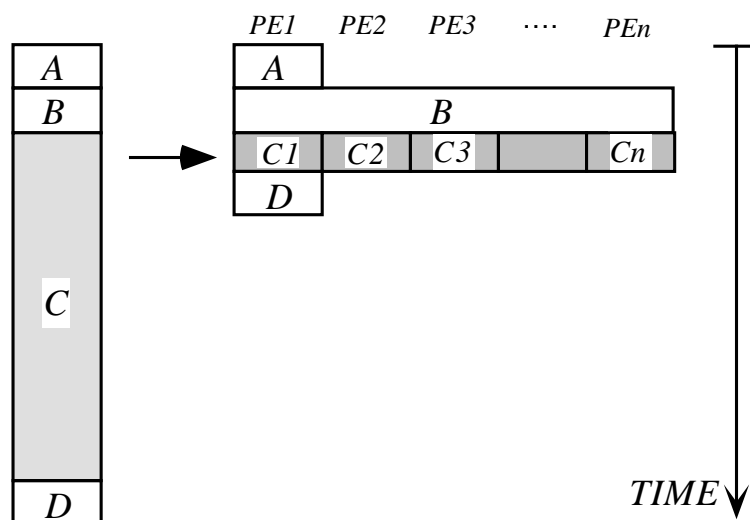 PE1 PE2 PE3 ···· PEn
A A
B B
C1 C2 C3 Cn
D
C
D TIME